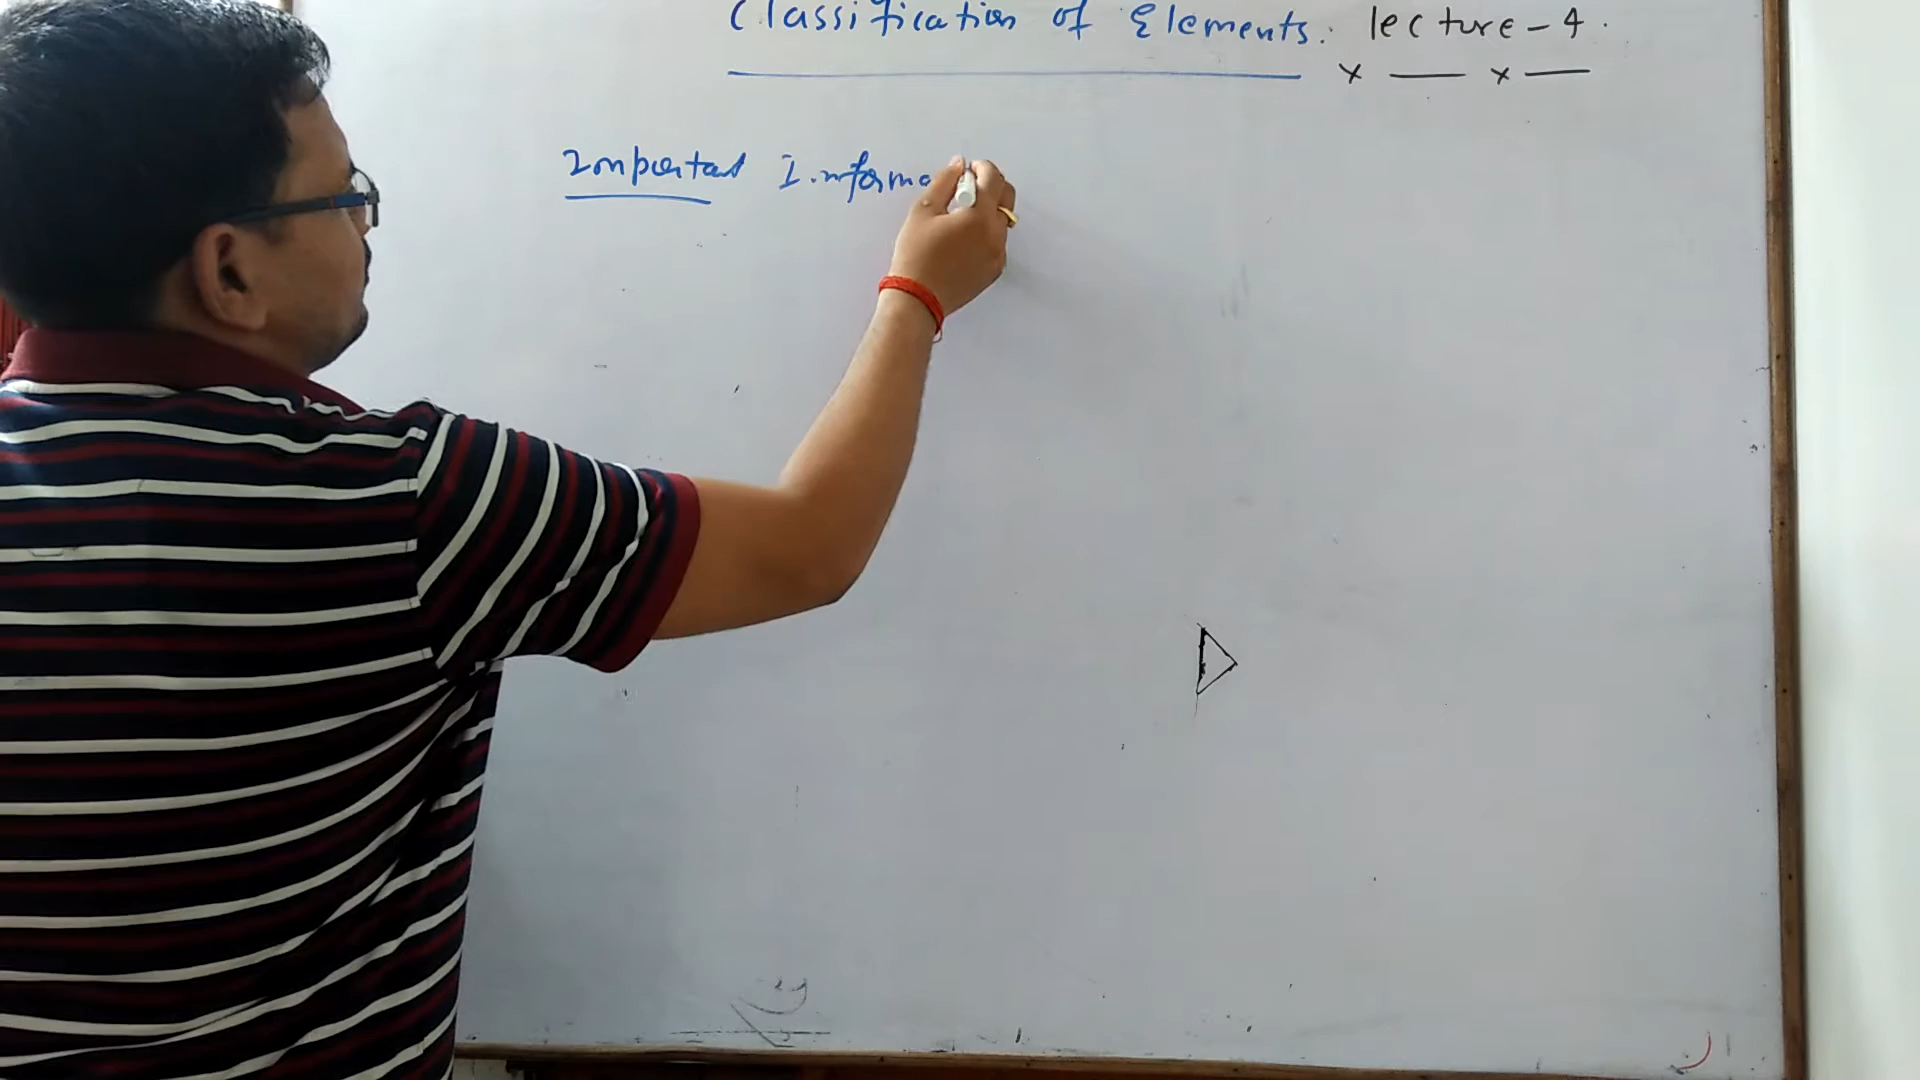 Classification of Elements. lecture-4.
Important Informa